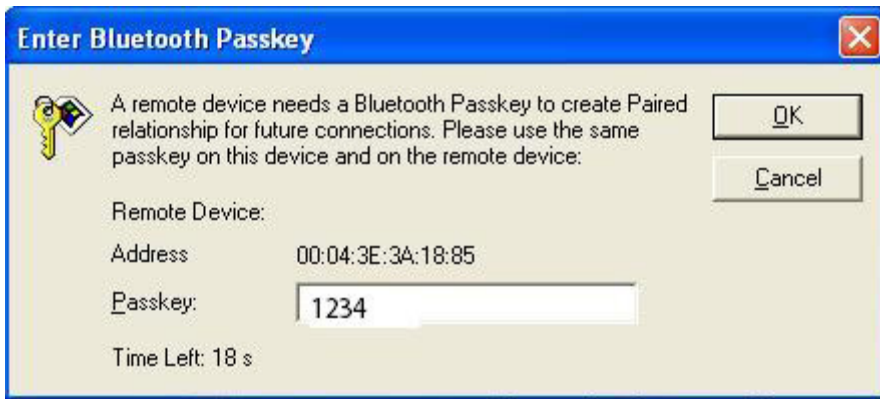 Enter Bluetooth Passkey
A remote device needs a Bluetooth Passkey to create Paired
relationship for future connections. Please use the same
passkey on this device and on the remote device:
OK
Cancel
Remote Device:
Address 00:04:3E:3A:18:85
Passkey: 1234
Time Left: 18 s